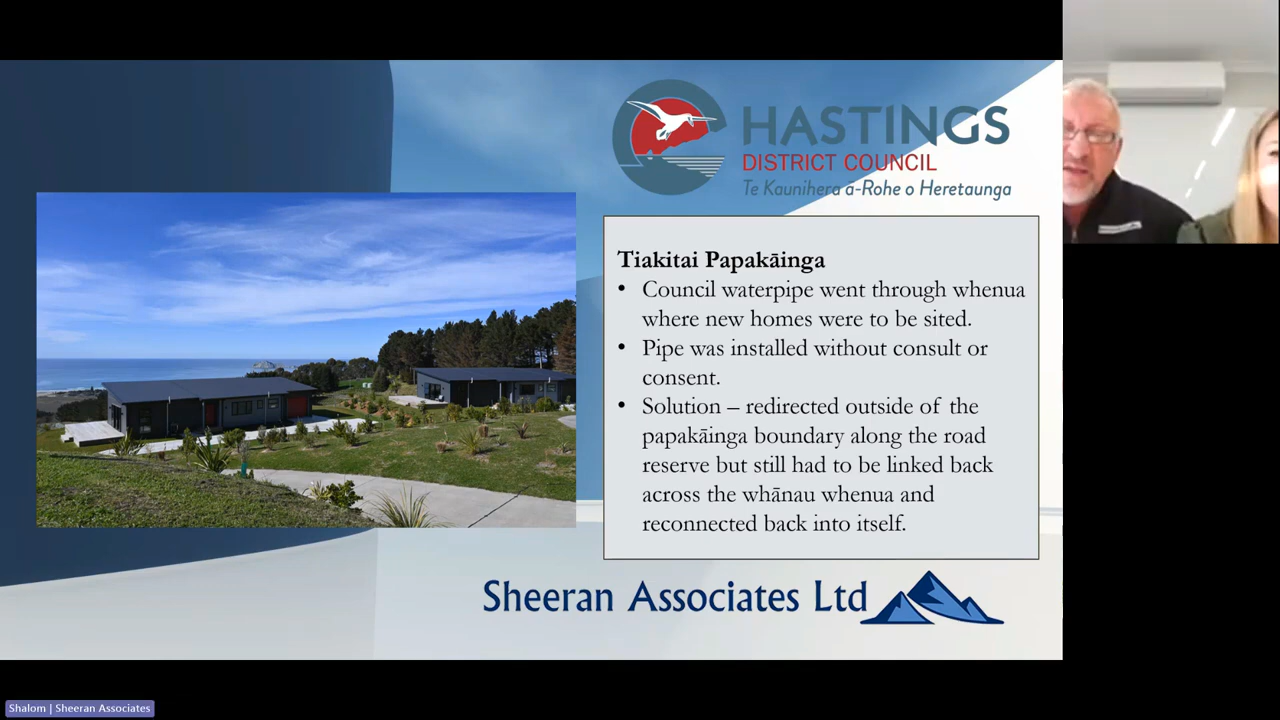 HASTINGS
DISTRICT COUNCIL
Te Kaunihera ā-Rohe o Heretaunga
Tiakitai Papakāinga
• Council waterpipe went through whenua
where new homes were to be sited.
• Pipe was installed without consult or
consent.
• Solution – redirected outside of the
papakāinga boundary along the road
reserve but still had to be linked back
across the whānau whenua and
reconnected back into itself.
Sheeran Associates Ltd
Shalom | Sheeran Associates